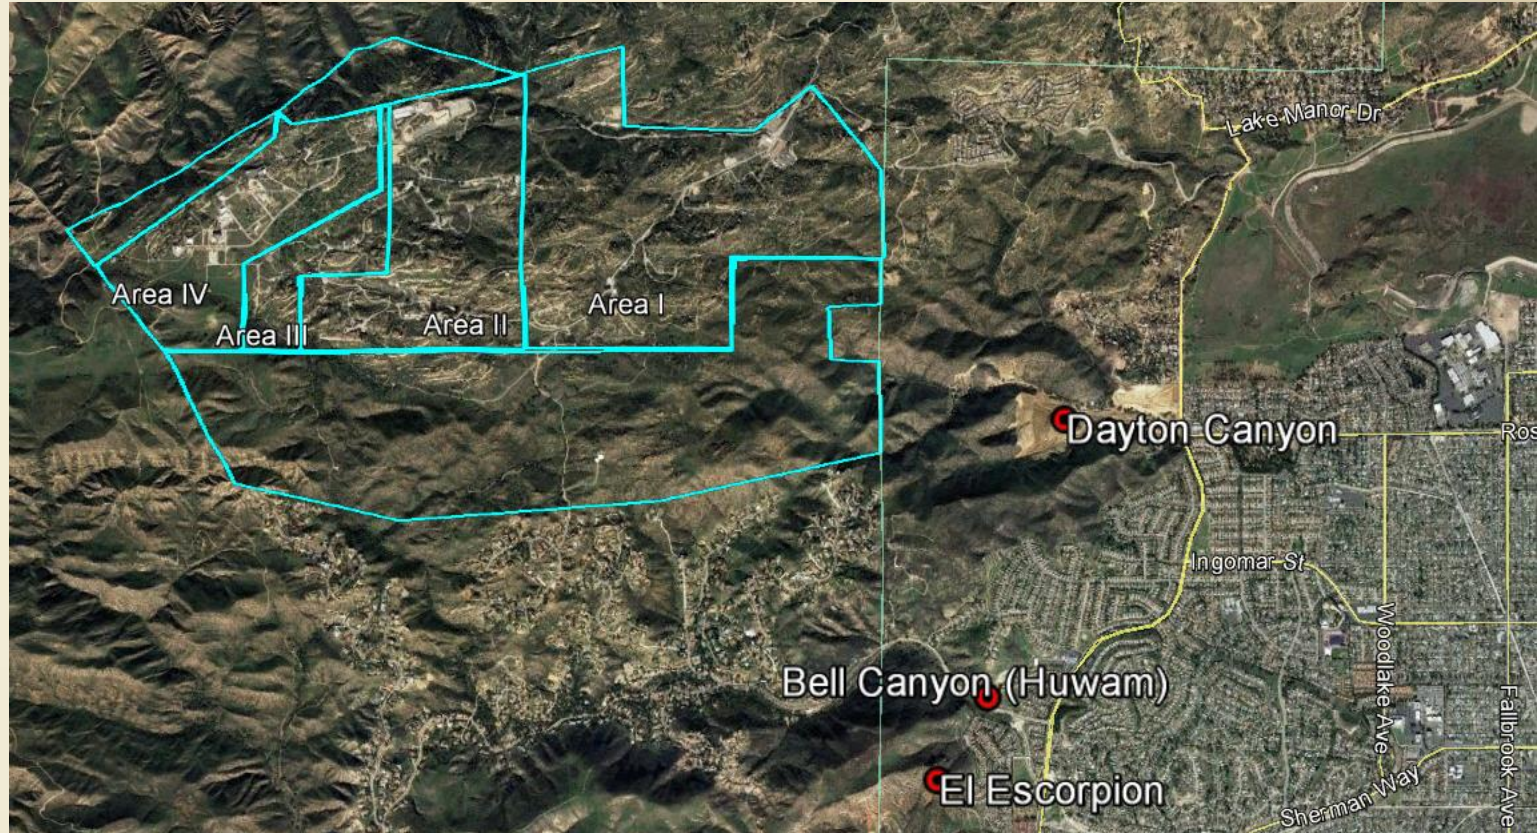 Lake Manor Dr
Area IV
Area I
Area III
Area II
Dayton Canyon
Ros
Ingomar St
Woodlake Ave
Bell Canyon (Huwam)
Fallbrook Ave
El Escorpion
Sherman Way